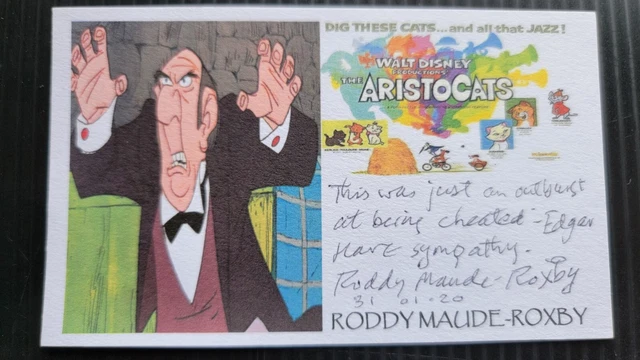 DIG THESE CATS...and all that JAZZ!
WALT DISNEY
PRODUCTIONS'
THE ARISTOCATS
This was just an outburst
at being cheated - Edgar
Have sympathy.
Roddy Maude-Roxby
31 01-20
RODDY MAUDE-ROXBY